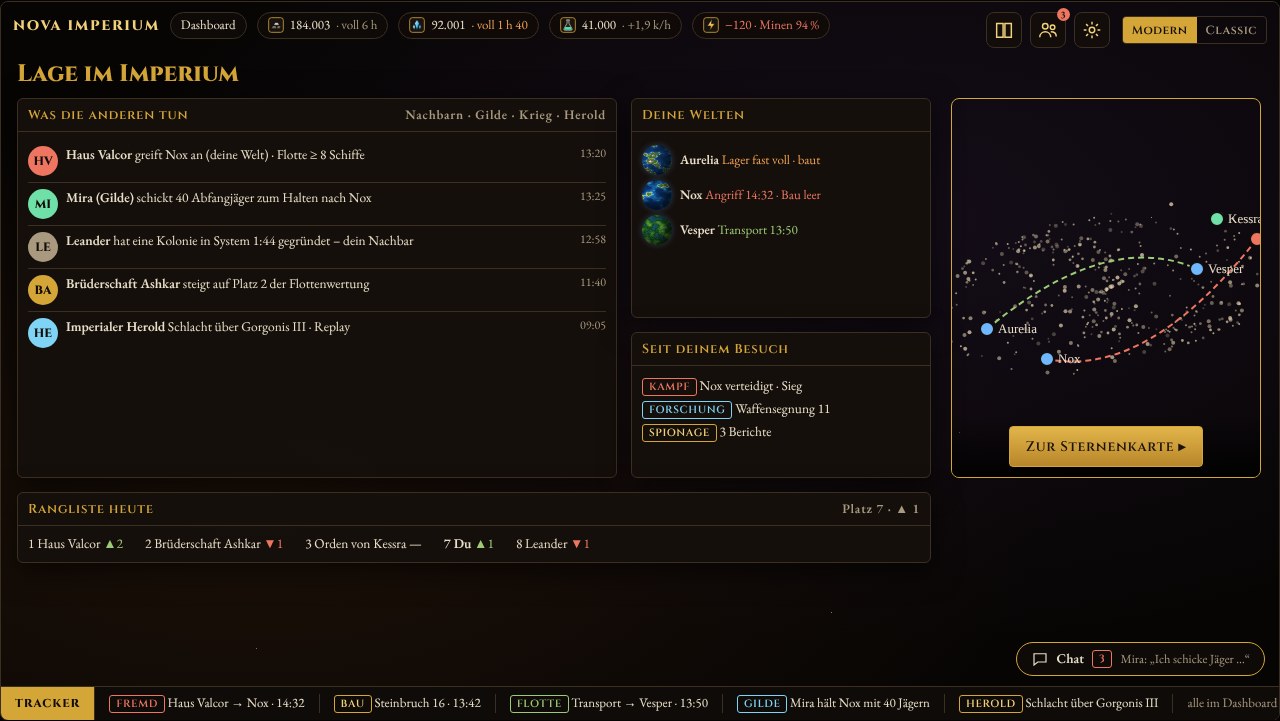 NOVA IMPERIUM
Dashboard
184.003 · voll 6 h
92.001 · voll 1 h 40
41.000 · +1,9 k/h
−120 · Minen 94 %
3
Modern
Classic
Lage im Imperium
Was die anderen tun
Nachbarn · Gilde · Krieg · Herold
HV Haus Valcor greift Nox an (deine Welt) · Flotte ≥ 8 Schiffe 13:20
MI Mira (Gilde) schickt 40 Abfangjäger zum Halten nach Nox 13:25
LE Leander hat eine Kolonie in System 1:44 gegründet – dein Nachbar 12:58
BA Brüderschaft Ashkar steigt auf Platz 2 der Flottenwertung 11:40
HE Imperialer Herold Schlacht über Gorgonis III · Replay 09:05
Deine Welten
Aurelia Lager fast voll · baut
Nox Angriff 14:32 · Bau leer
Vesper Transport 13:50
Seit deinem Besuch
KAMPF Nox verteidigt · Sieg
FORSCHUNG Waffensegnung 11
SPIONAGE 3 Berichte
Kessra
Vesper
Aurelia
Nox
Zur Sternenkarte ▸
Rangliste heute
Platz 7 · ▲ 1
1 Haus Valcor ▲2 2 Brüderschaft Ashkar ▼1 3 Orden von Kessra — 7 Du ▲1 8 Leander ▼1
Chat 3 Mira: „Ich schicke Jäger ...“
TRACKER
FREMD Haus Valcor → Nox · 14:32
BAU Steinbruch 16 · 13:42
FLOTTE Transport → Vesper · 13:50
GILDE Mira hält Nox mit 40 Jägern
HEROLD Schlacht über Gorgonis III
alle im Dashboard